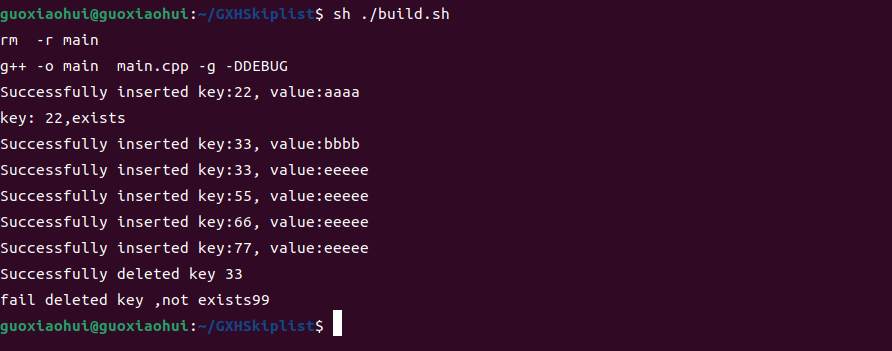 guoxiaohui@guoxiaohui:~/GXHSkiplist$ sh ./build.sh
rm  -r main
g++ -o main  main.cpp -g -DDEBUG
Successfully inserted key:22, value:aaaa
key: 22,exists
Successfully inserted key:33, value:bbbb
Successfully inserted key:33, value:eeeee
Successfully inserted key:55, value:eeeee
Successfully inserted key:66, value:eeeee
Successfully inserted key:77, value:eeeee
Successfully deleted key 33
fail deleted key ,not exists99
guoxiaohui@guoxiaohui:~/GXHSkiplist$